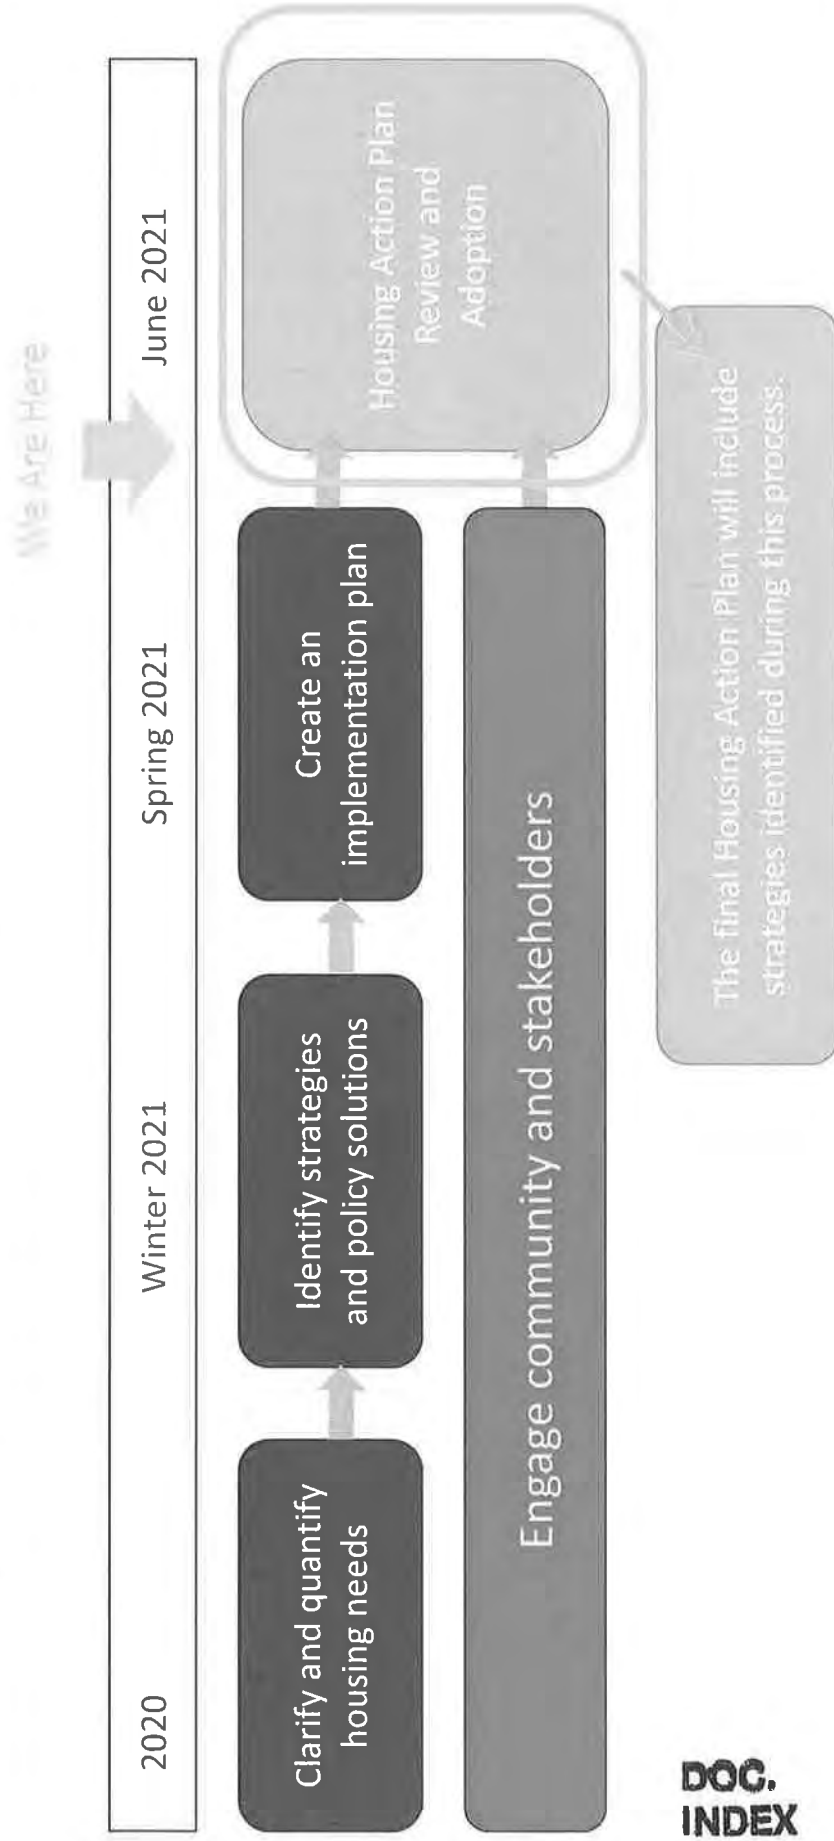 We Are Here
2020 Winter 2021 Spring 2021 June 2021
Clarify and quantify
housing needs
Identify strategies
and policy solutions
Create an
implementation plan
Housing Action Plan
Review and
Adoption
Engage community and stakeholders
The final Housing Action Plan will include
strategies identified during this process.
DOC.
INDEX